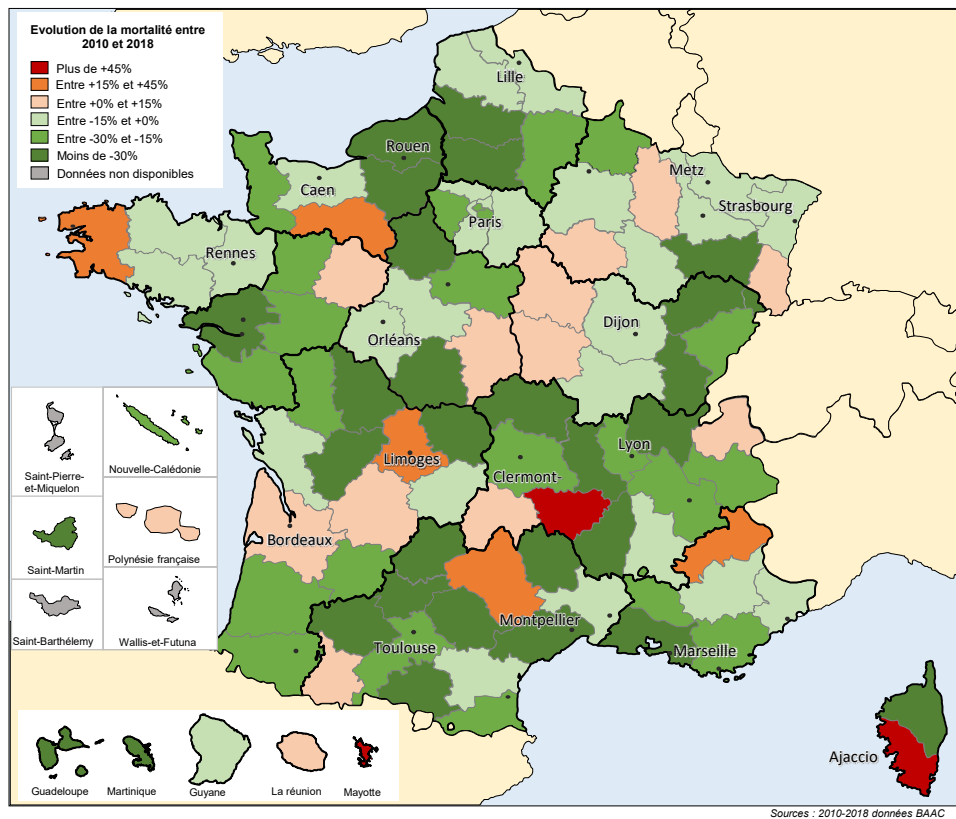 Evolution de la mortalité entre
2010 et 2018
Plus de +45%
Entre +15% et +45%
Entre +0% et +15%
Entre -15% et +0%
Entre -30% et -15%
Moins de -30%
Données non disponibles
Lille
Rouen
Caen
Metz
Strasbourg
Paris
Rennes
Orléans
Dijon
Limoges
Lyon
Clermont-
Bordeaux
Montpellier
Toulouse
Marseille
Ajaccio
Saint-Pierre-
et-Miquelon
Nouvelle-Calédonie
Saint-Martin
Polynésie française
Saint-Barthélemy
Wallis-et-Futuna
Guadeloupe
Martinique
Guyane
La réunion
Mayotte
Sources : 2010-2018 données BAAC